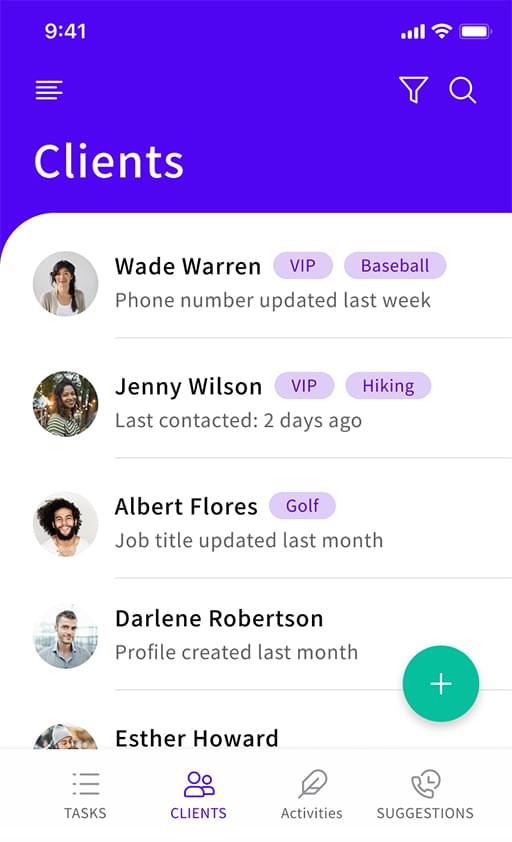 9:41
Clients
Wade Warren VIP Baseball
Phone number updated last week
Jenny Wilson VIP Hiking
Last contacted: 2 days ago
Albert Flores Golf
Job title updated last month
Darlene Robertson
Profile created last month
Esther Howard
TASKS CLIENTS Activities SUGGESTIONS